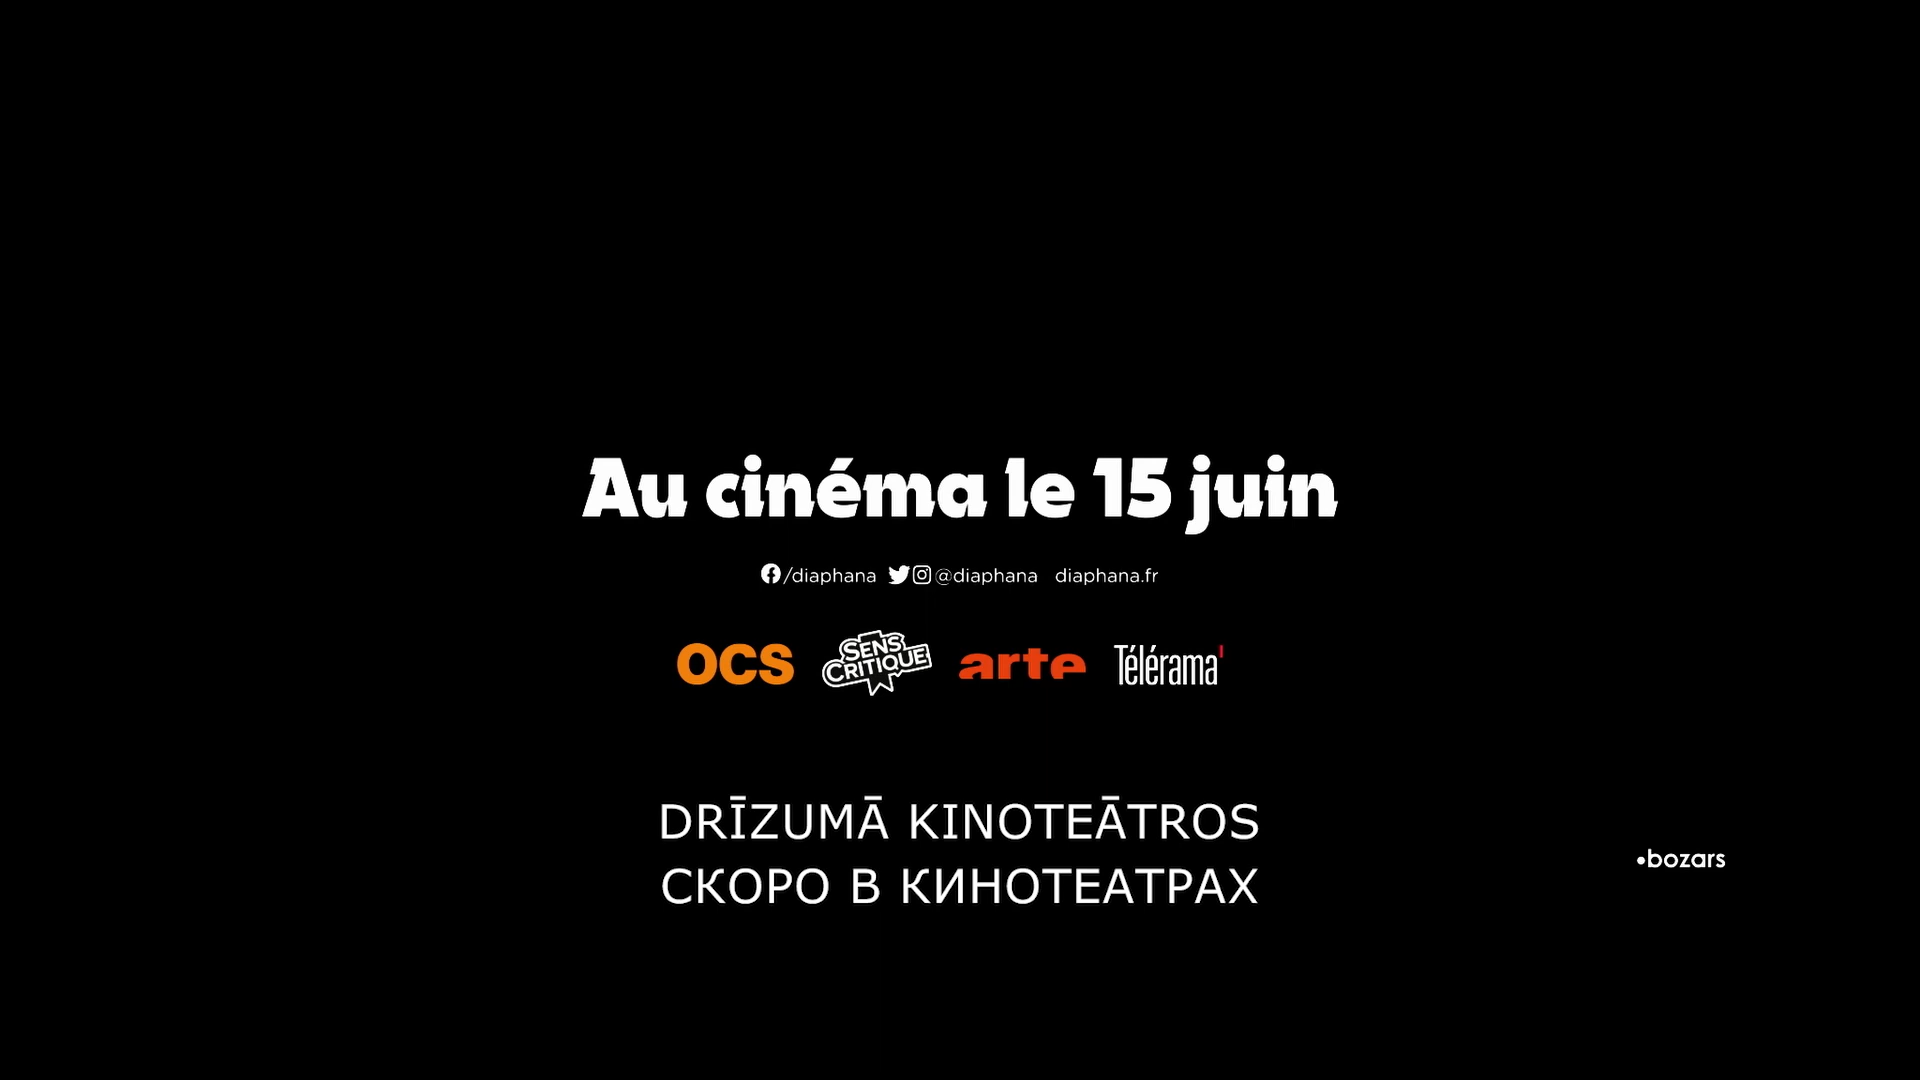 Au cinéma le 15 juin
/diaphana @diaphana diaphana.fr
OCS SENS CRITIQUE arte Télérama'
DRĪZUMĀ KINOTEĀTROS
СКОРО В КИНОТЕАТРАХ
•bozars